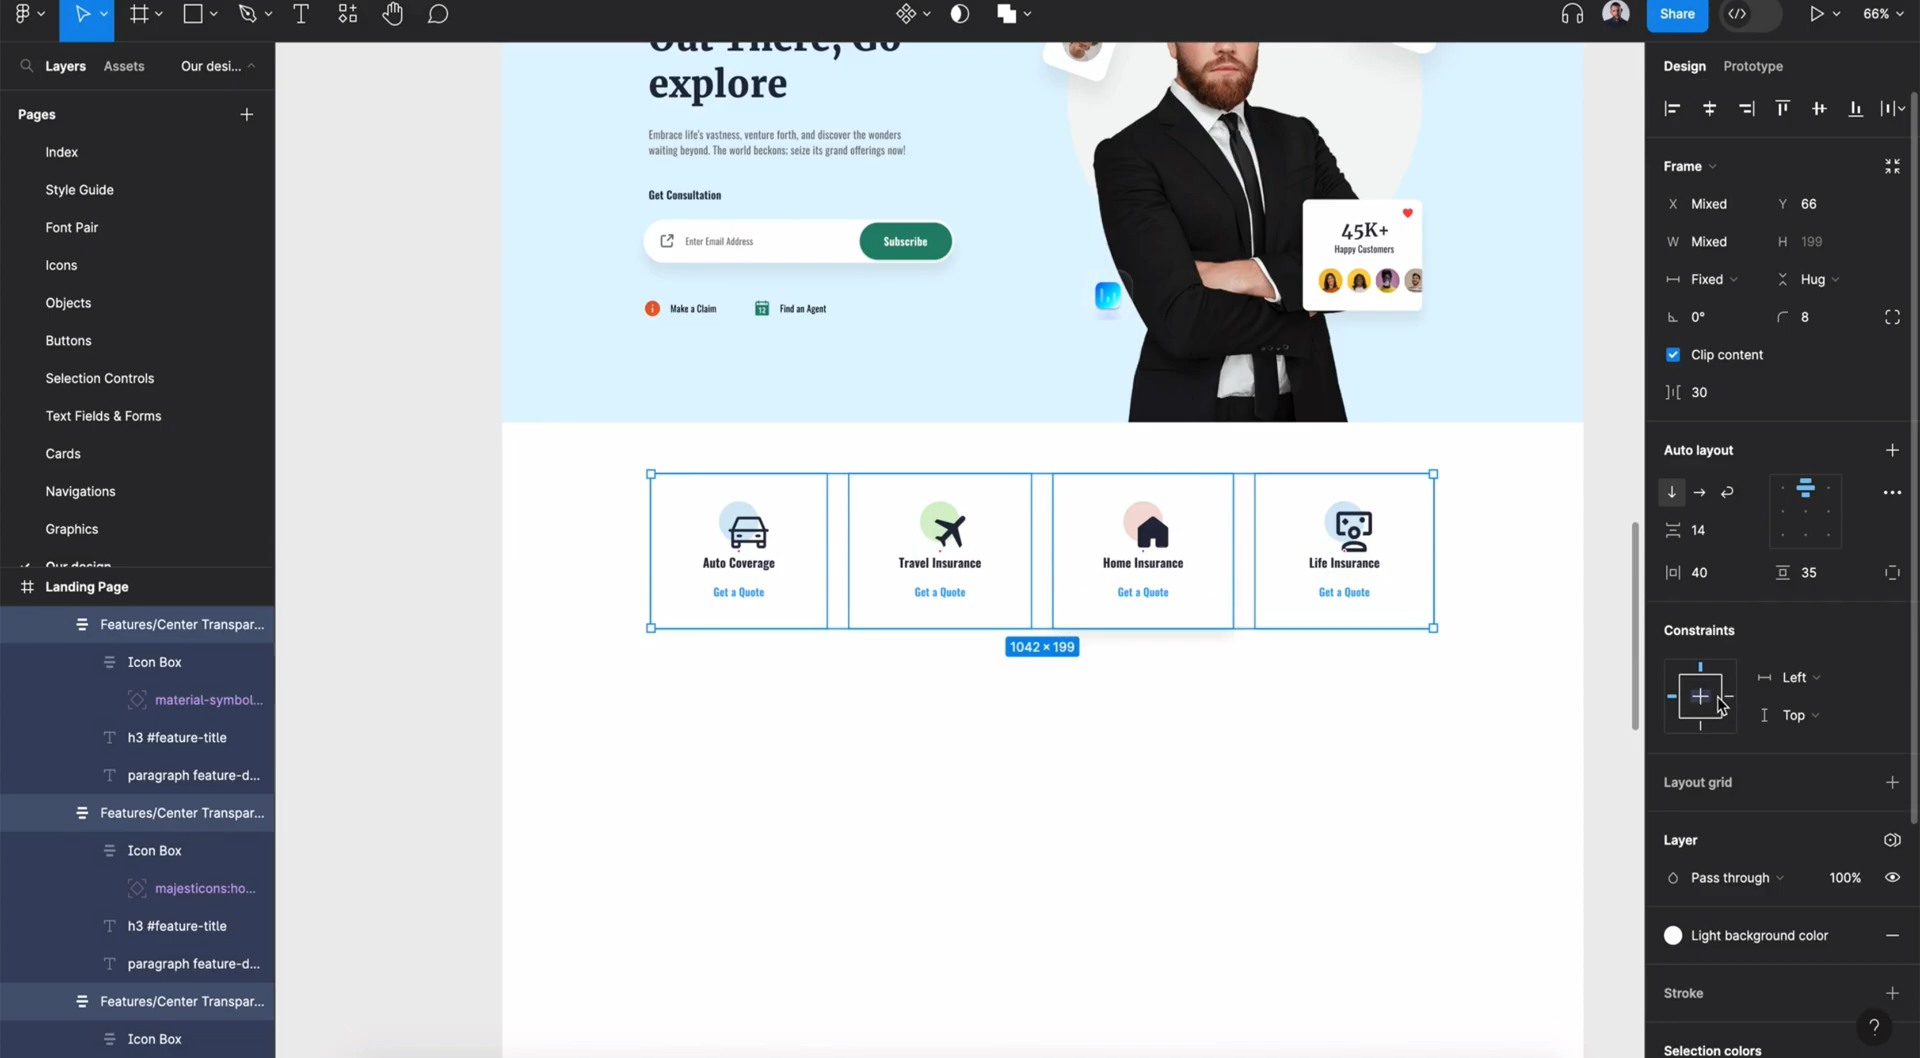 Share
66%
Layers
Assets
Our desi...
Pages
Index
Style Guide
Font Pair
Icons
Objects
Buttons
Selection Controls
Text Fields & Forms
Cards
Navigations
Graphics
Our design
Landing Page
Features/Center Transpar...
Icon Box
material-symbol...
h3 #feature-title
paragraph feature-d...
Features/Center Transpar...
Icon Box
majesticons:ho...
h3 #feature-title
paragraph feature-d...
Features/Center Transpar...
Icon Box
Out There, Go
explore
Embrace life's vastness, venture forth, and discover the wonders
waiting beyond. The world beckons; seize its grand offerings now!
Get Consultation
Enter Email Address
Subscribe
Make a Claim
12
Find an Agent
45K+
Happy Customers
Auto Coverage
Get a Quote
Travel Insurance
Get a Quote
Home Insurance
Get a Quote
Life Insurance
Get a Quote
1042 × 199
Design
Prototype
Frame
X Mixed
Y 66
W Mixed
H 199
Fixed
Hug
0°
8
Clip content
30
Auto layout
14
40
35
Constraints
Left
Top
Layout grid
Layer
Pass through
100%
Light background color
Stroke
?
Selection colors